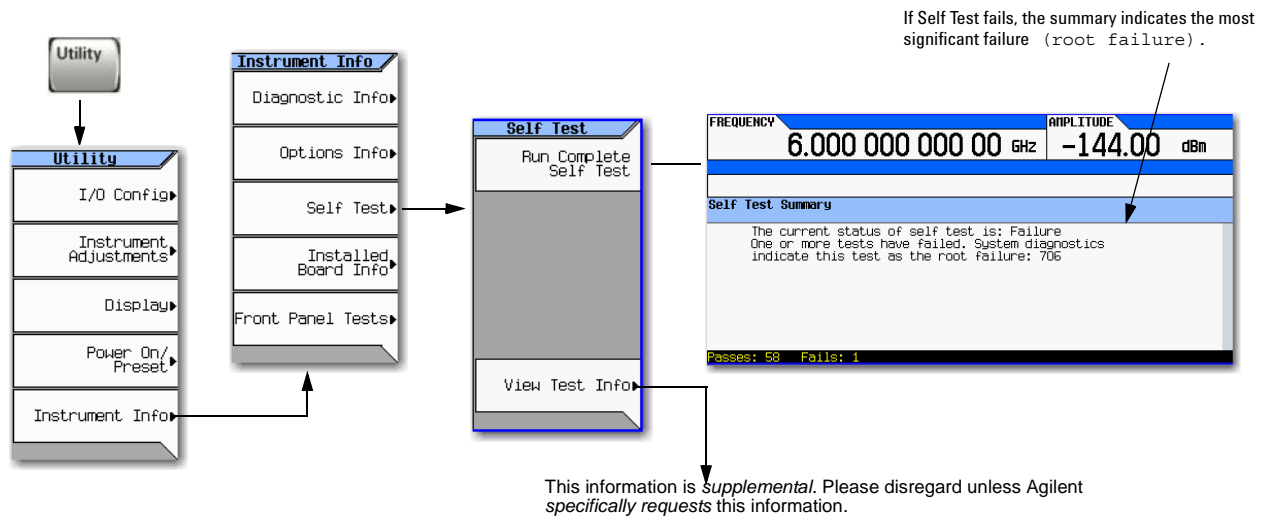 If Self Test fails, the summary indicates the most
significant failure (root failure).
Utility
Utility
I/O Config
Instrument
Adjustments
Display
Power On/
Preset
Instrument Info
Instrument Info
Diagnostic Info
Options Info
Self Test
Installed
Board Info
Front Panel Tests
Self Test
Run Complete
Self Test
View Test Info
FREQUENCY
6.000 000 000 00 GHz
AMPLITUDE
-144.00 dBm
Self Test Summary
The current status of self test is: Failure
One or more tests have failed. System diagnostics
indicate this test as the root failure: 706
Passes: 58 Fails: 1
This information is supplemental. Please disregard unless Agilent
specifically requests this information.